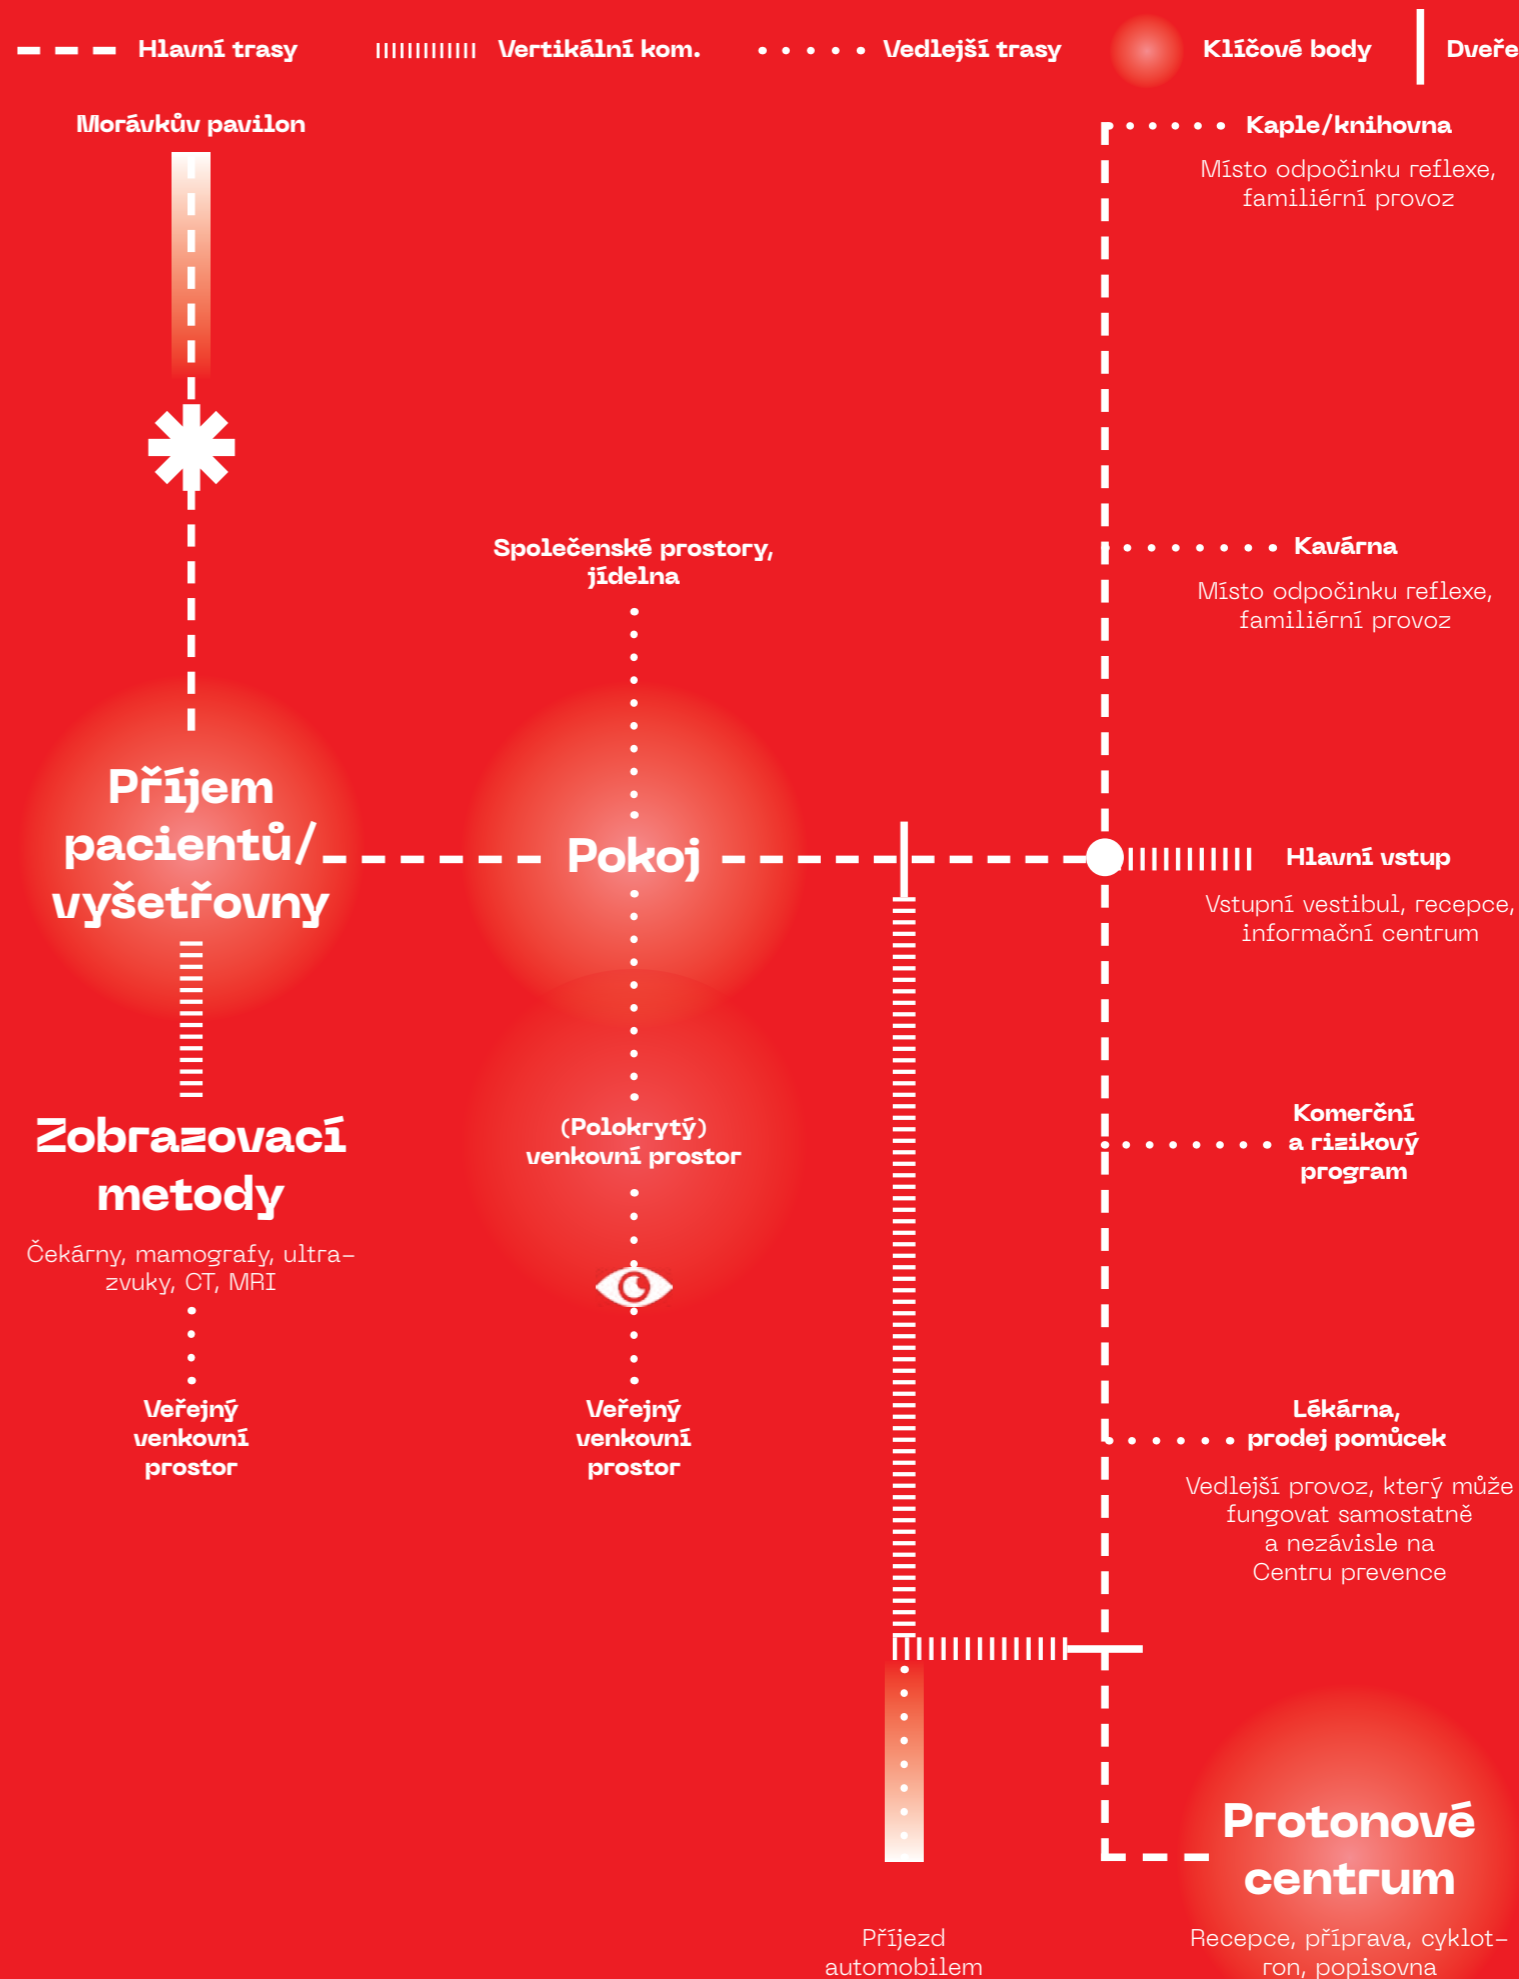 Hlavní trasy
Vertikální kom.
Vedlejší trasy
Klíčové body
Dveře
Morávkův pavilon
Kaple/knihovna
Místo odpočinku reflexe,
familiérní provoz
Společenské prostory,
jídelna
Kavárna
Místo odpočinku reflexe,
familiérní provoz
Příjem
pacientů/
vyšetřovny
Pokoj
Hlavní vstup
Vstupní vestibul, recepce,
informační centrum
Zobrazovací
metody
Čekárny, mamografy, ultra-
zvuky, CT, MRI
(Polokrytý)
venkovní prostor
Komerční
a rizikový
program
Veřejný
venkovní
prostor
Veřejný
venkovní
prostor
Lékárna,
prodej pomůcek
Vedlejší provoz, který může
fungovat samostatně
a nezávisle na
Centru prevence
Protonové
centrum
Recepce, příprava, cyklot-
ron, popisovna
Příjezd
automobilem